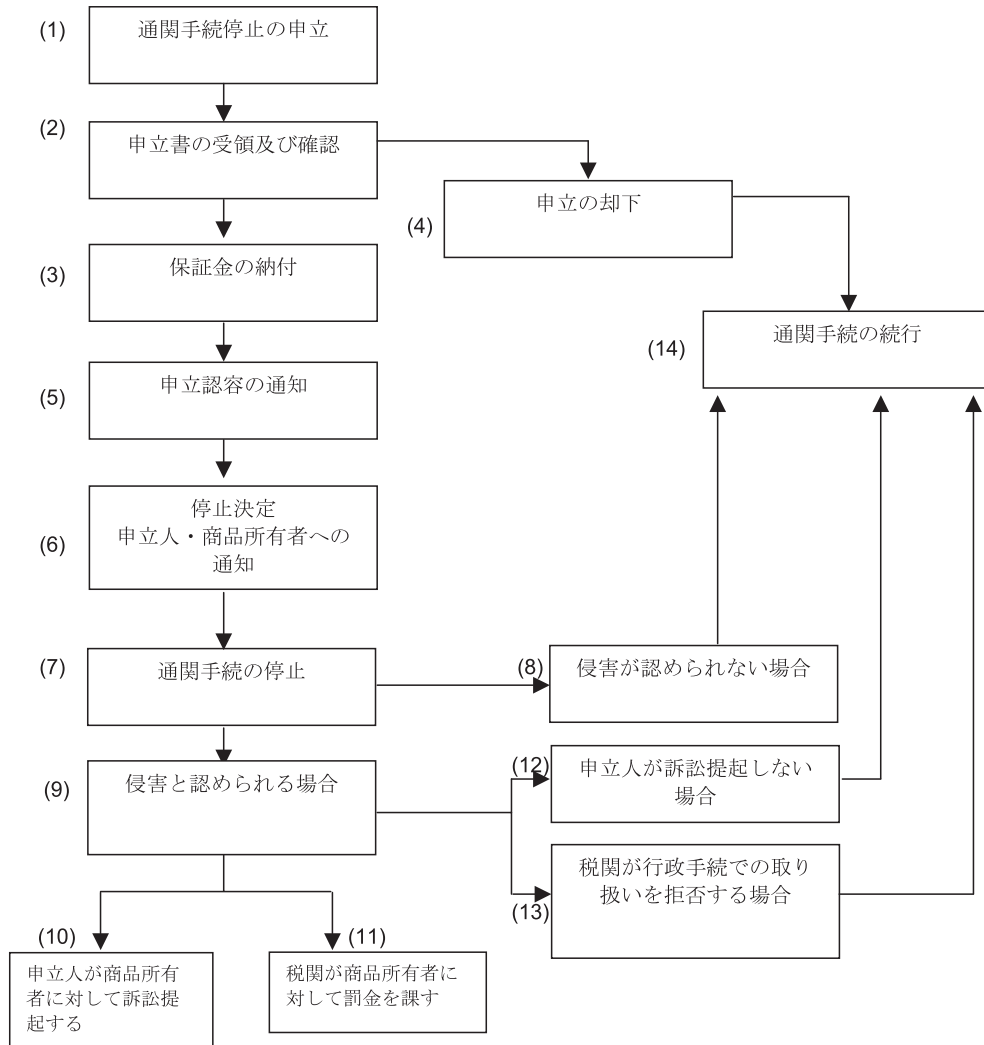 (1)
通関手続停止の申立
(2)
申立書の受領及び確認
(4)
申立の却下
(3)
保証金の納付
(14)
通関手続の続行
(5)
申立認容の通知
(6)
停止決定
申立人・商品所有者への
通知
(7)
通関手続の停止
(8)
侵害が認められない場合
(9)
侵害と認められる場合
(12)
申立人が訴訟提起しない
場合
(13)
税関が行政手続での取り
扱いを拒否する場合
(10)
申立人が商品所有
者に対して訴訟提
起する
(11)
税関が商品所有者に
対して罰金を課す